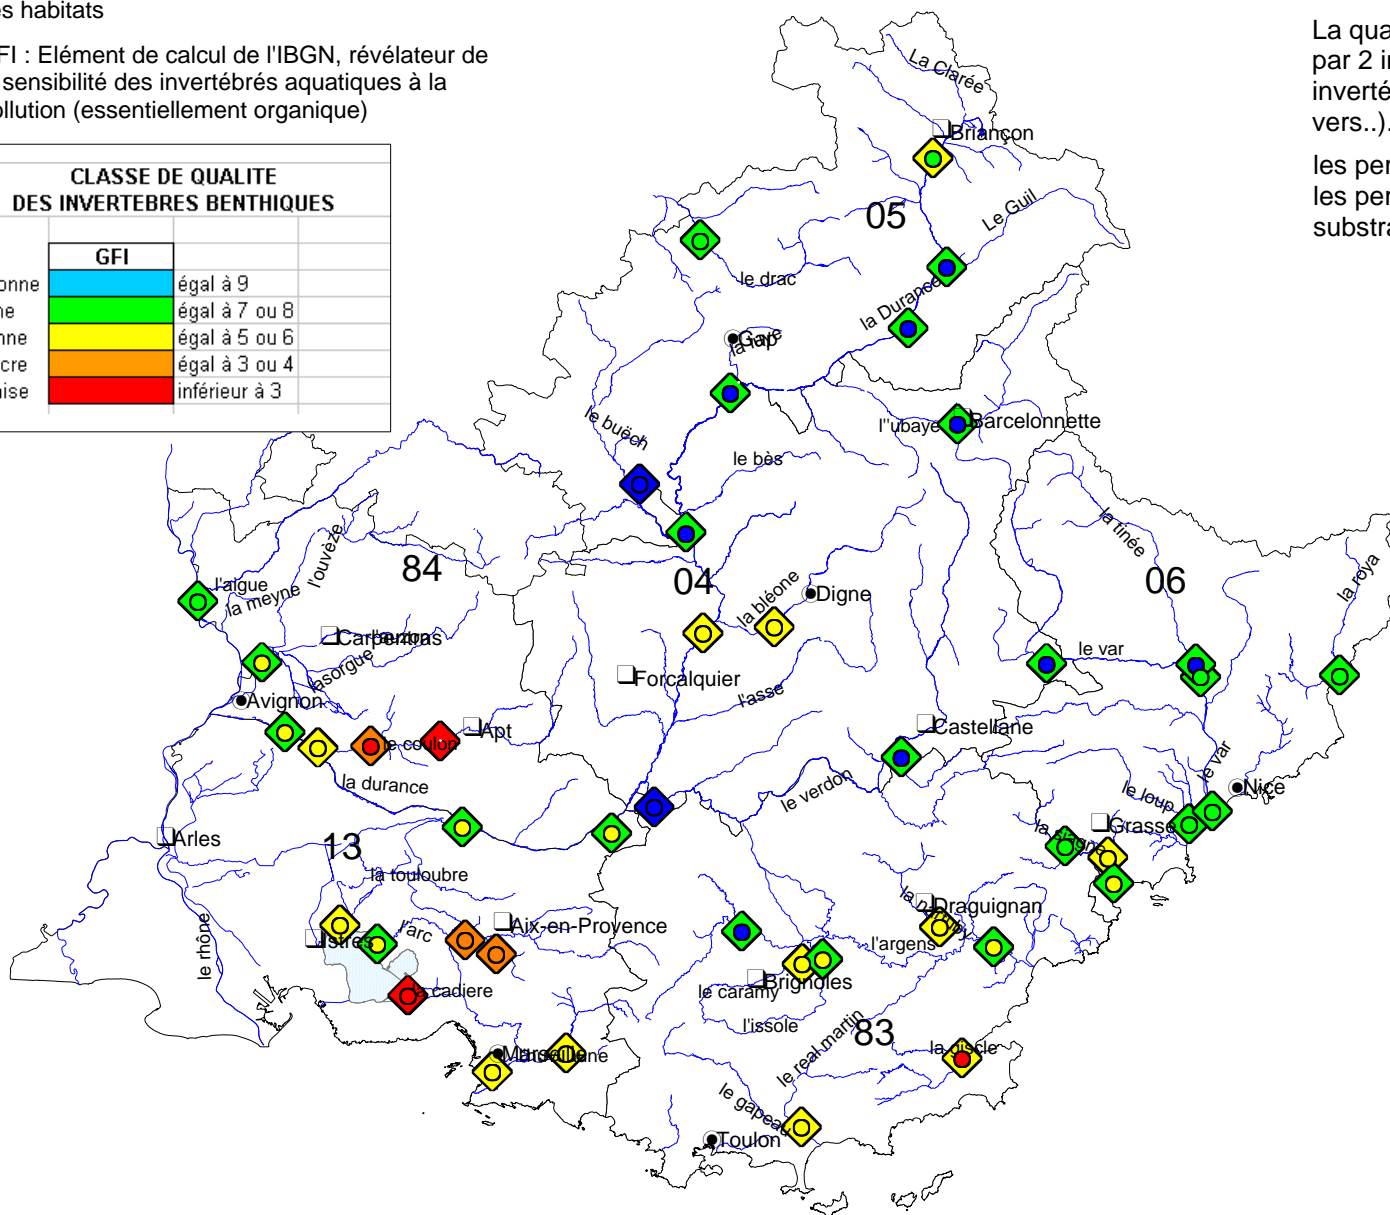 es habitats
FI : Elément de calcul de l'IBGN, révélateur de
sensibilité des invertébrés aquatiques à la
ollution (essentiellement organique)
CLASSE DE QUALITE
DES INVERTEBRES BENTHIQUES
GFI
onne égal à 9
ne égal à 7 ou 8
nne égal à 5 ou 6
cre égal à 3 ou 4
aise inférieur à 3
La qua
par 2 in
inverté
vers..).
les per
les per
substra
La Clarée
Briançon
05
Le Guil
le drac
la Durance
Gap
le buëch
l''ubaye
Barcelonnette
le bès
la tinée
l'ouvèze
84
04
06
la roya
l'aigue
la meyne
la bléone
Digne
Carpentras
lasorgue
le var
Forcalquier
l'asse
Avignon
Castellane
Apt
le coulon
la durance
le verdon
le var
Nice
le loup
Grasse
la siagne
Arles
13
la touloubre
Draguignan
le rhône
Istres
l'arc
Aix-en-Provence
l'argens
la cadiere
Brignoles
le caramy
l'issole
83
le real martin
la giscle
Marseille
le gapeau
Toulon